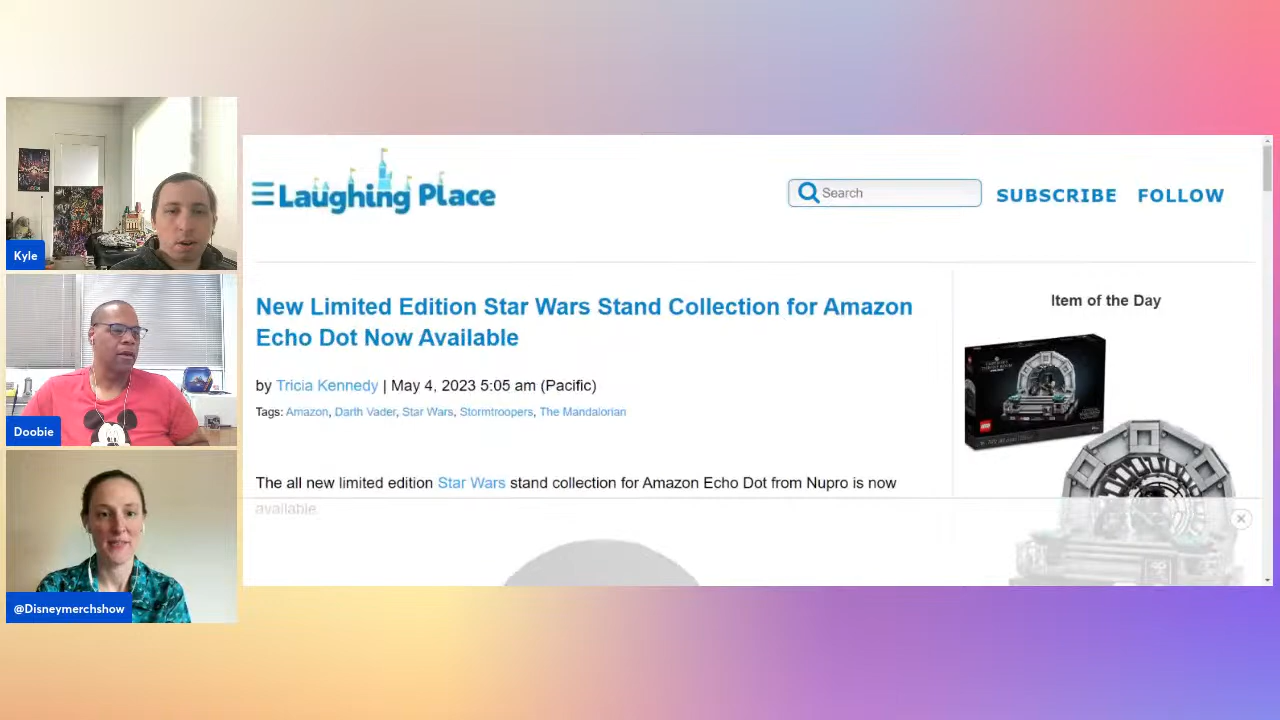 Kyle
Doobie
@Disneymerchshow
Laughing Place
Search
SUBSCRIBE
FOLLOW
New Limited Edition Star Wars Stand Collection for Amazon
Echo Dot Now Available
by Tricia Kennedy | May 4, 2023 5:05 am (Pacific)
Tags: Amazon, Darth Vader, Star Wars, Stormtroopers, The Mandalorian
The all new limited edition Star Wars stand collection for Amazon Echo Dot from Nupro is now
available.
Item of the Day